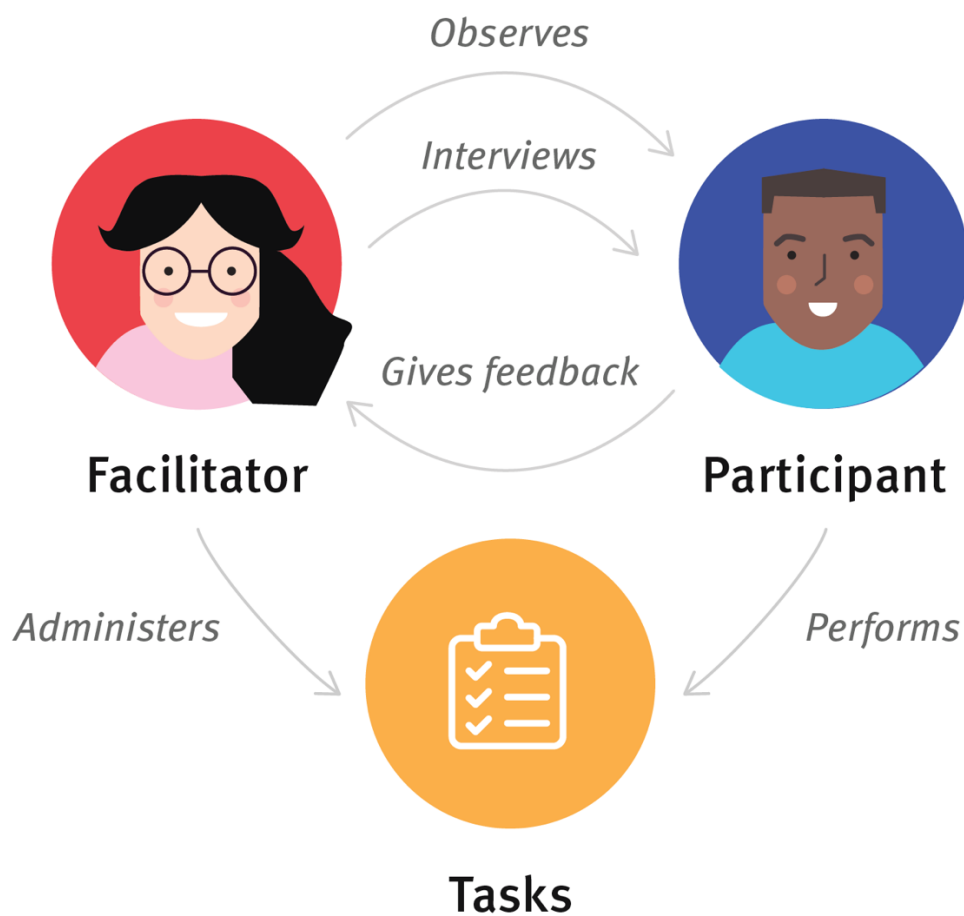 Observes
Interviews
Gives feedback
Facilitator
Participant
Administers
Performs
Tasks